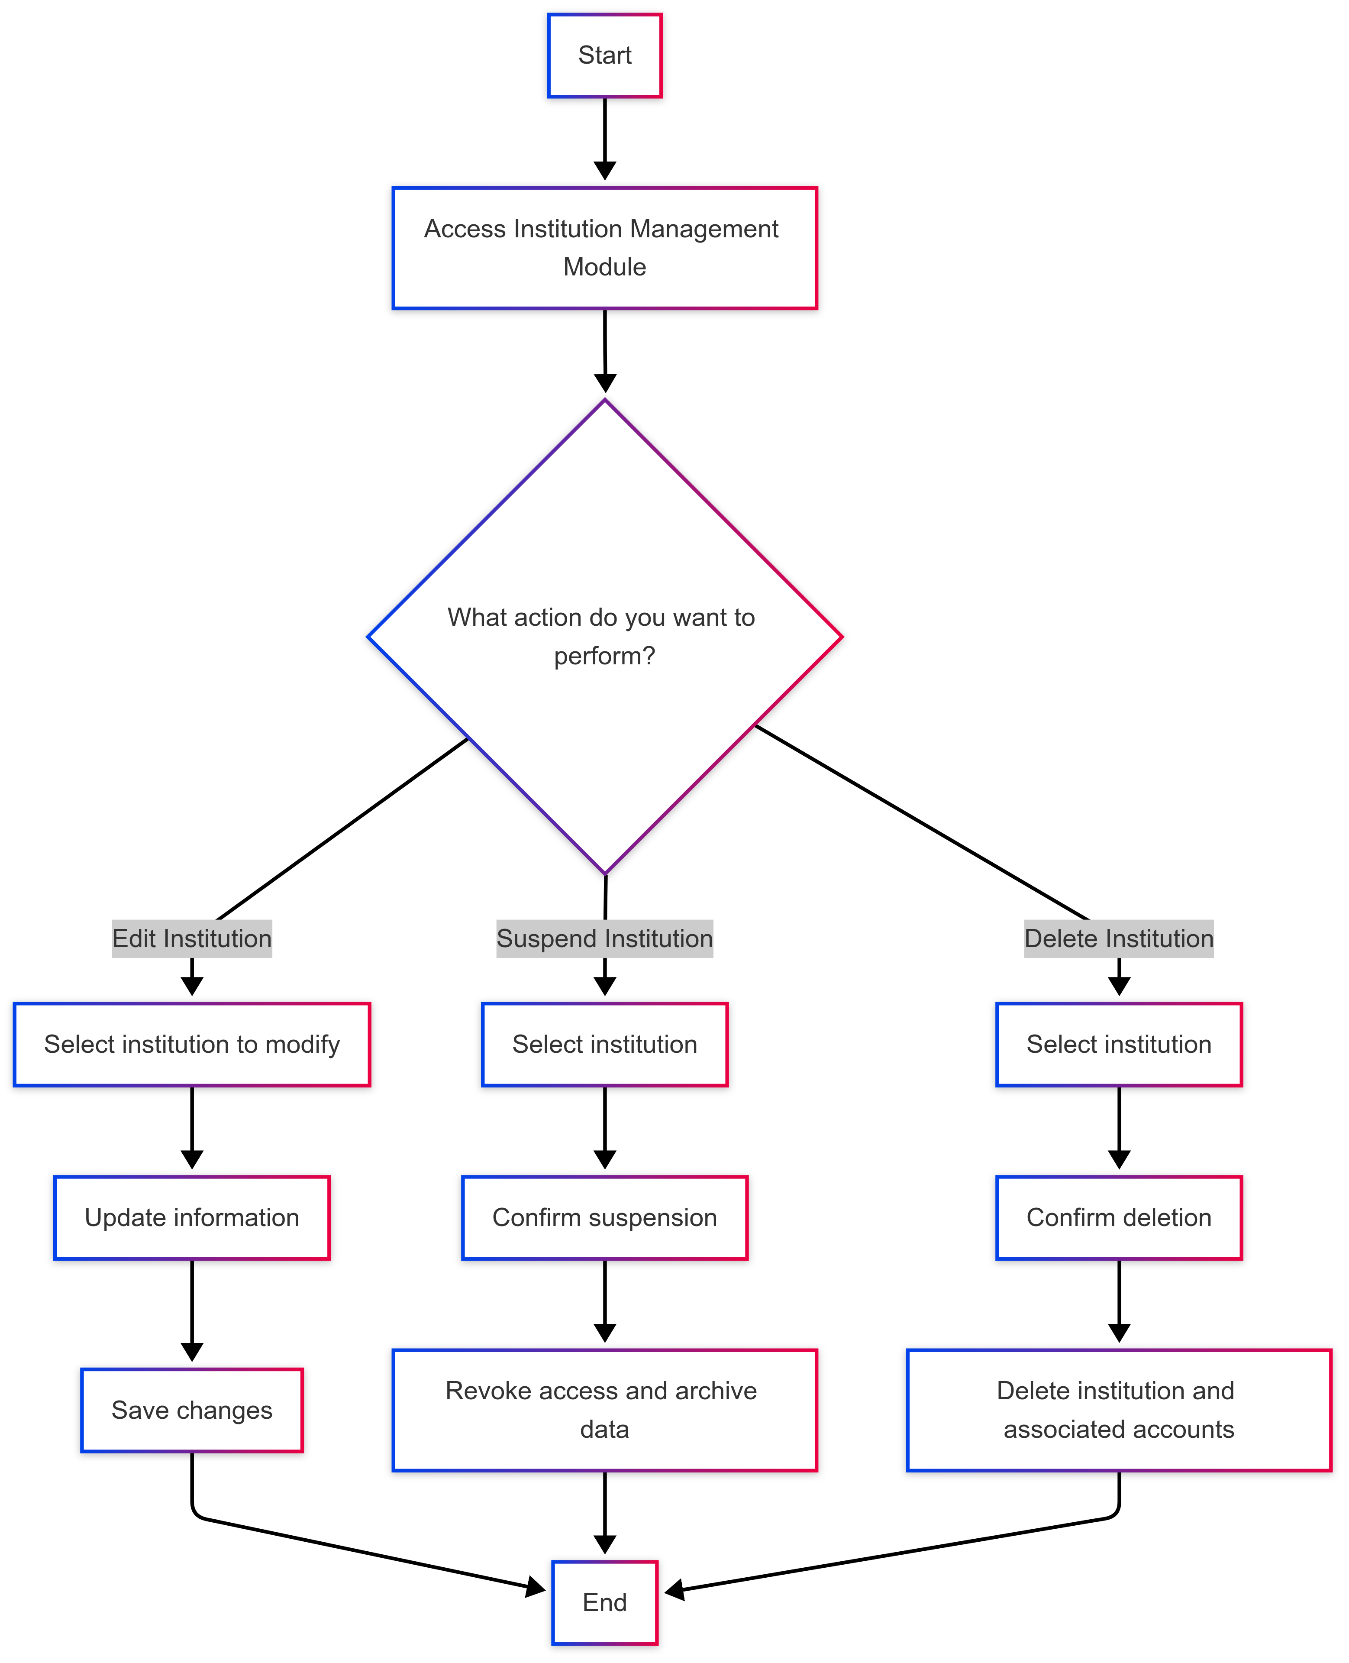 Start
Access Institution Management
Module
What action do you want to
perform?
Edit Institution
Suspend Institution
Delete Institution
Select institution to modify
Select institution
Select institution
Update information
Confirm suspension
Confirm deletion
Save changes
Revoke access and archive
data
Delete institution and
associated accounts
End